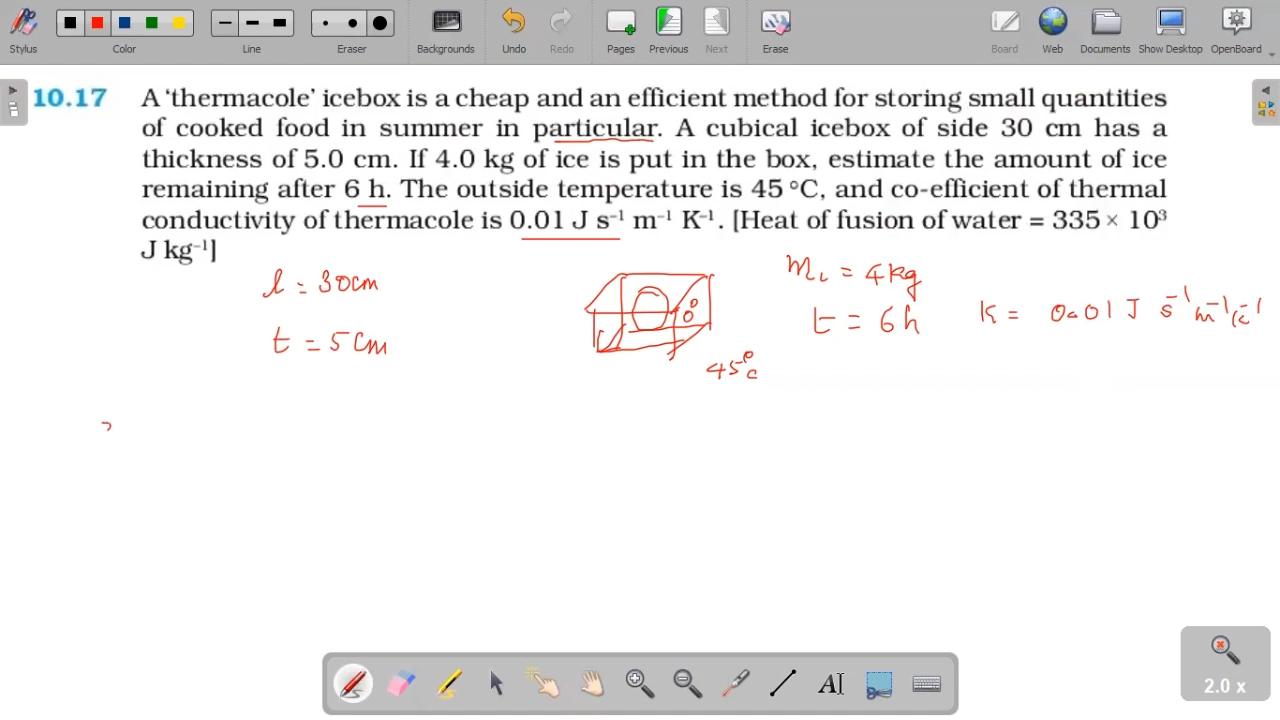 Stylus
Color
Line
Eraser
Backgrounds
Undo
Redo
Pages
Previous
Next
Erase
Board
Web
Documents
Show Desktop
OpenBoard
10.17 A ‘thermacole’ icebox is a cheap and an efficient method for storing small quantities
of cooked food in summer in particular. A cubical icebox of side 30 cm has a
thickness of 5.0 cm. If 4.0 kg of ice is put in the box, estimate the amount of ice
remaining after 6 h. The outside temperature is 45 °C, and co-efficient of thermal
conductivity of thermacole is 0.01 J s⁻¹ m⁻¹ K⁻¹. [Heat of fusion of water = 335 × 10³
J kg⁻¹]
l = 30cm
t = 5cm
0°
45°c
= 4kg
t = 6h
K = 0.01 J s⁻¹ m⁻¹ k⁻¹
AI
2.0 x